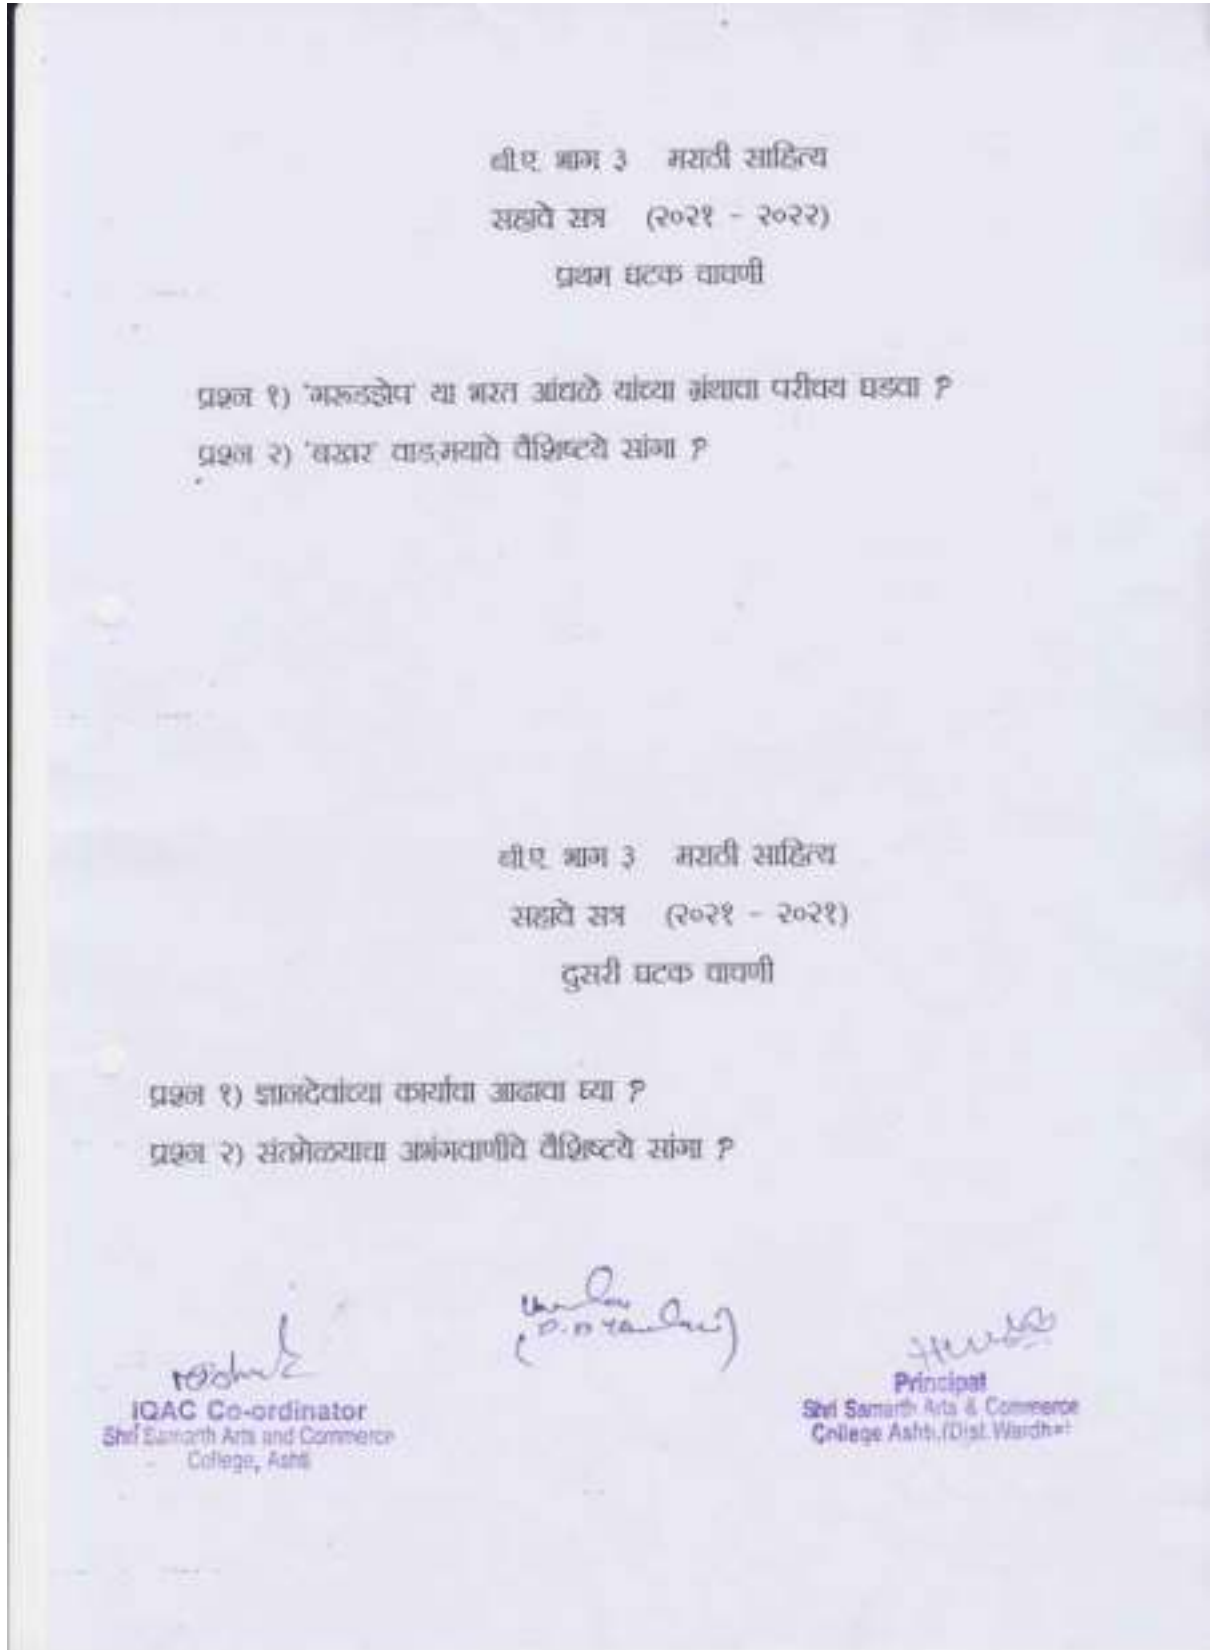 बी.ए. भाग ३ मराठी साहित्य
सहावे सत्र (२०२१ - २०२२)
प्रथम घटक चाचणी
प्रश्न १) 'गरूडझेप' या भरत आंधळे यांच्या ग्रंथाचा परीचय घडवा ?
प्रश्न २) 'बखर' वाङ्मयाचे वैशिष्टये सांगा ?
बी.ए. भाग ३ मराठी साहित्य
सहावे सत्र (२०२१ - २०२१)
दुसरी घटक चाचणी
प्रश्न १) ज्ञानदेवांच्या कार्याचा आढावा घ्या ?
प्रश्न २) संतमेळयाचा अभंगवाणीचे वैशिष्टये सांगा ?
IQAC Co-ordinator
Shri Samarth Arts and Commerce
College, Ashti
Principal
Shri Samarth Arts & Commerce
College Ashti,(Dist.Wardha)